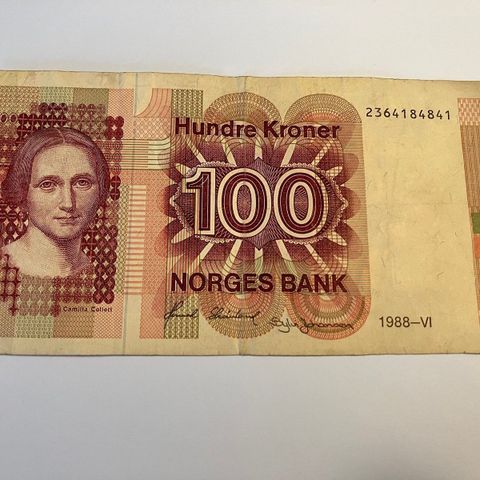 Hundre Kroner
2364184841
100
NORGES BANK
Camilla Collett
1988-VI